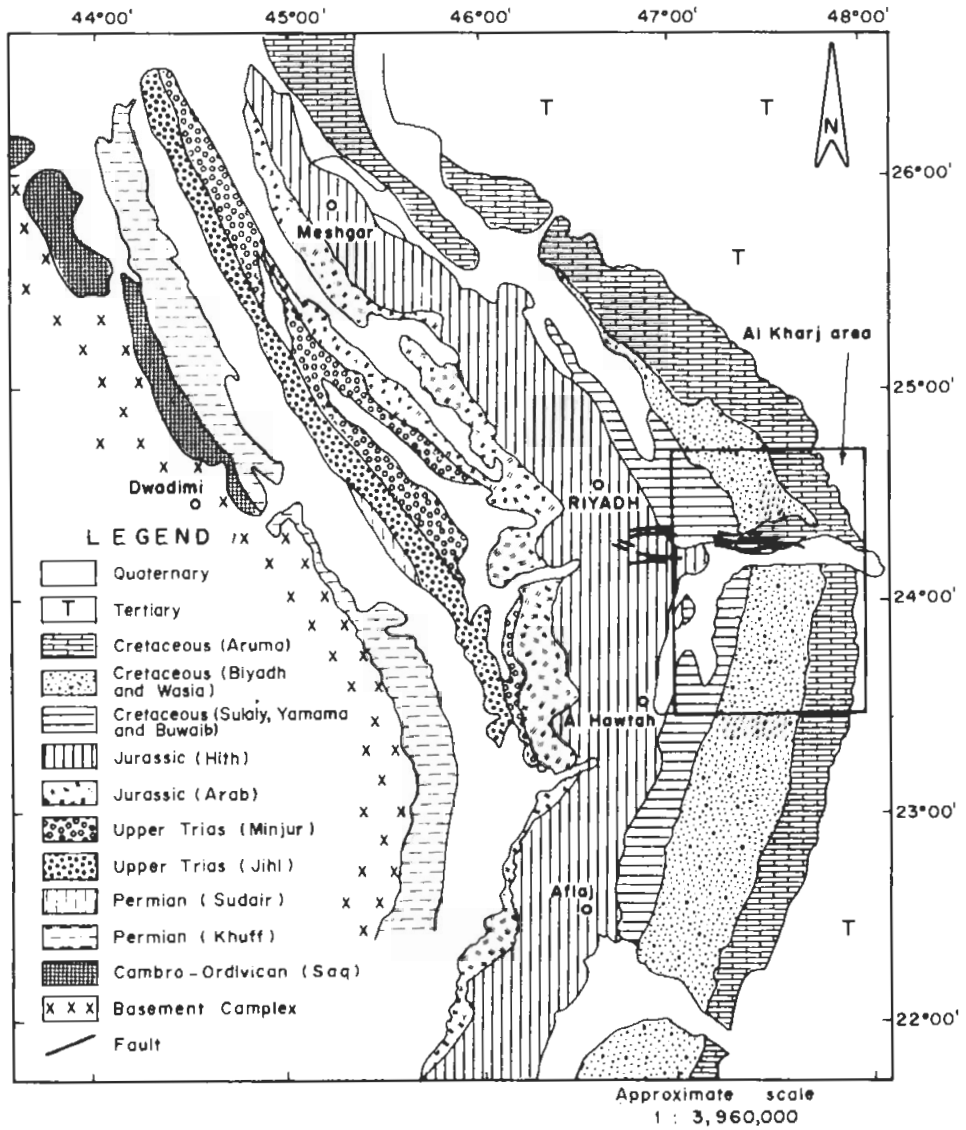 44°00' 45°00' 46°00' 47°00' 48°00'
T T
N
26°00'
Meshgar
T
Al Kharj area
25°00'
Dwadimi
RIYADH
LEGEND
Quaternary
24°00'
T Tertiary
Cretaceous (Aruma)
Cretaceous (Biyadh
and Wasia)
Al Hawtah
Cretaceous (Sulaiy, Yamama
and Buwaib)
Jurassic (Hith)
Jurassic (Arab)
23°00'
Upper Trias (Minjur)
Upper Trias (Jihl)
Aflaj
Permian (Sudair)
T
Permian (Khuff)
Cambro-Ordivican (Saq)
x x x Basement Camplex
22°00'
Fault
Approximate scale
1 : 3,960,000